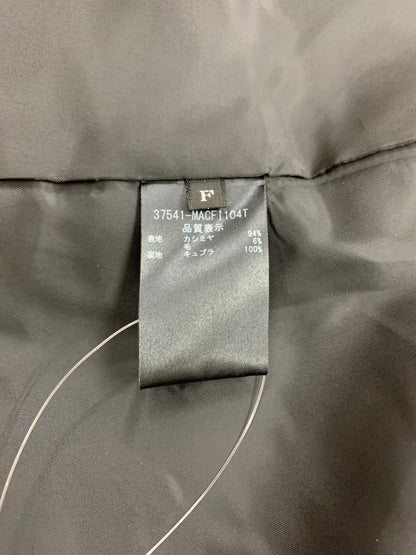 F
37541-MACFI104T
品質表示
表地 カシミヤ 94%
毛 6%
裏地 キュプラ 100%